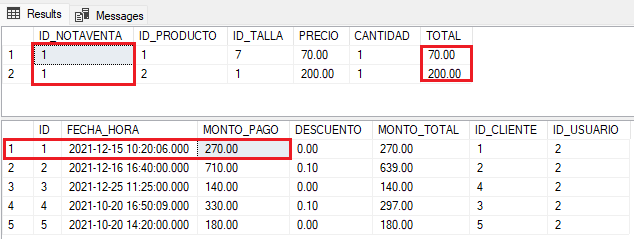 Results Messages
ID_NOTAVENTA ID_PRODUCTO ID_TALLA PRECIO CANTIDAD TOTAL
1 1 1 7 70.00 1 70.00
2 1 2 1 200.00 1 200.00
ID FECHA_HORA MONTO_PAGO DESCUENTO MONTO_TOTAL ID_CLIENTE ID_USUARIO
1 1 2021-12-15 10:20:06.000 270.00 0.00 270.00 1 2
2 2 2021-12-16 16:40:00.000 710.00 0.10 639.00 2 2
3 3 2021-12-25 11:25:00.000 140.00 0.00 140.00 4 2
4 4 2021-10-20 16:50:09.000 330.00 0.10 297.00 3 2
5 5 2021-10-20 14:20:00.000 180.00 0.00 180.00 5 2